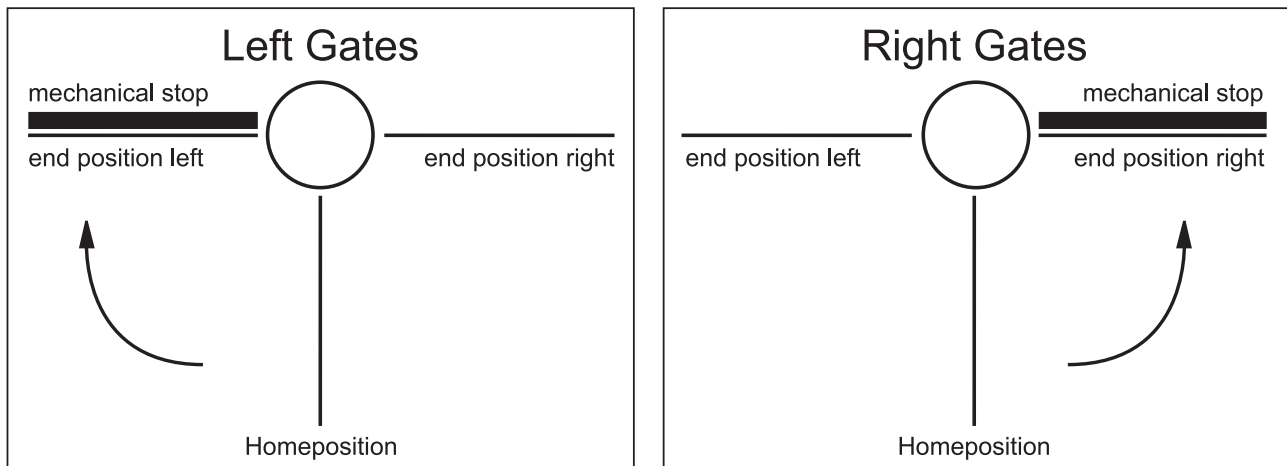 Left Gates
mechanical stop
end position left
end position right
Homeposition
Right Gates
mechanical stop
end position left
end position right
Homeposition